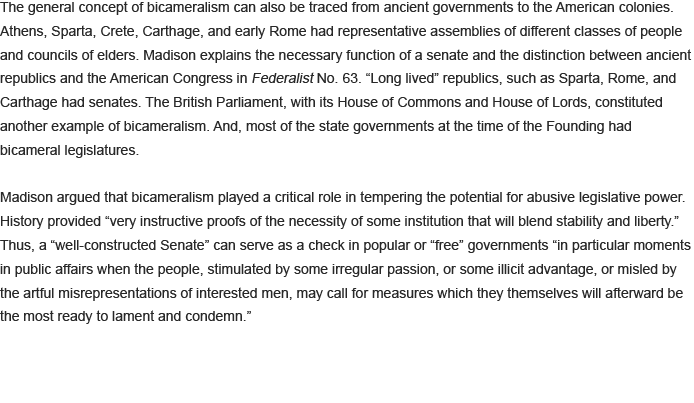 The general concept of bicameralism can also be traced from ancient governments to the American colonies.
Athens, Sparta, Crete, Carthage, and early Rome had representative assemblies of different classes of people
and councils of elders. Madison explains the necessary function of a senate and the distinction between ancient
republics and the American Congress in Federalist No. 63. “Long lived” republics, such as Sparta, Rome, and
Carthage had senates. The British Parliament, with its House of Commons and House of Lords, constituted
another example of bicameralism. And, most of the state governments at the time of the Founding had
bicameral legislatures.
Madison argued that bicameralism played a critical role in tempering the potential for abusive legislative power.
History provided “very instructive proofs of the necessity of some institution that will blend stability and liberty.”
Thus, a “well-constructed Senate” can serve as a check in popular or “free” governments “in particular moments
in public affairs when the people, stimulated by some irregular passion, or some illicit advantage, or misled by
the artful misrepresentations of interested men, may call for measures which they themselves will afterward be
the most ready to lament and condemn.”